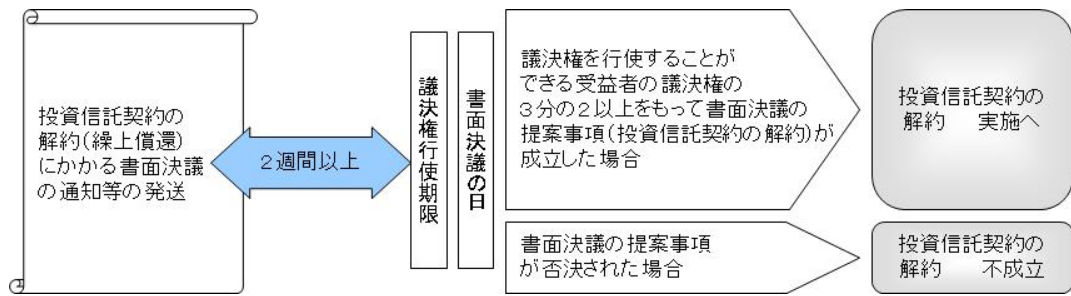 投資信託契約の
解約(繰上償還)
にかかる書面決議
の通知等の発送
2週間以上
議決権行使期限
書面決議の日
議決権を行使することが
できる受益者の議決権の
3分の2以上をもって書面決議の
提案事項(投資信託契約の解約)が
成立した場合
投資信託契約の
解約 実施へ
書面決議の提案事項
が否決された場合
投資信託契約の
解約 不成立